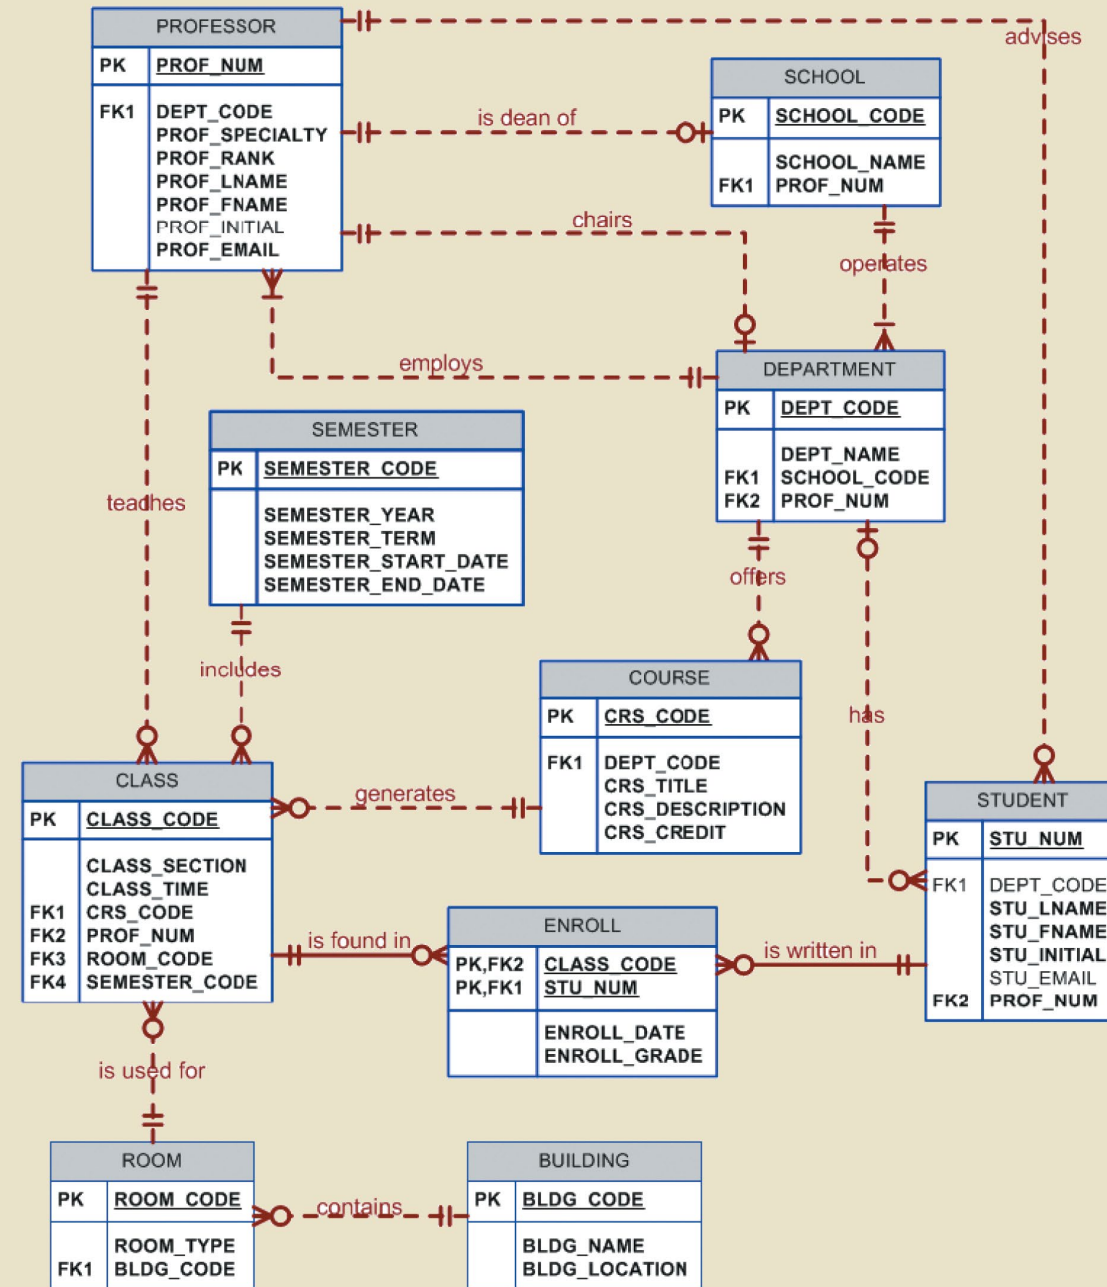 PROFESSOR
PK PROF_NUM
FK1 DEPT_CODE
PROF_SPECIALTY
PROF_RANK
PROF_LNAME
PROF_FNAME
PROF_INITIAL
PROF_EMAIL
advises
is dean of
SCHOOL
PK SCHOOL_CODE
SCHOOL_NAME
FK1 PROF_NUM
chairs
operates
employs
DEPARTMENT
PK DEPT_CODE
DEPT_NAME
FK1 SCHOOL_CODE
FK2 PROF_NUM
teaches
SEMESTER
PK SEMESTER_CODE
SEMESTER_YEAR
SEMESTER_TERM
SEMESTER_START_DATE
SEMESTER_END_DATE
includes
offers
has
COURSE
PK CRS_CODE
FK1 DEPT_CODE
CRS_TITLE
CRS_DESCRIPTION
CRS_CREDIT
generates
CLASS
PK CLASS_CODE
CLASS_SECTION
CLASS_TIME
FK1 CRS_CODE
FK2 PROF_NUM
FK3 ROOM_CODE
FK4 SEMESTER_CODE
is found in
ENROLL
PK,FK2 CLASS_CODE
PK,FK1 STU_NUM
ENROLL_DATE
ENROLL_GRADE
is written in
STUDENT
PK STU_NUM
FK1 DEPT_CODE
STU_LNAME
STU_FNAME
STU_INITIAL
STU_EMAIL
FK2 PROF_NUM
is used for
ROOM
PK ROOM_CODE
ROOM_TYPE
FK1 BLDG_CODE
contains
BUILDING
PK BLDG_CODE
BLDG_NAME
BLDG_LOCATION